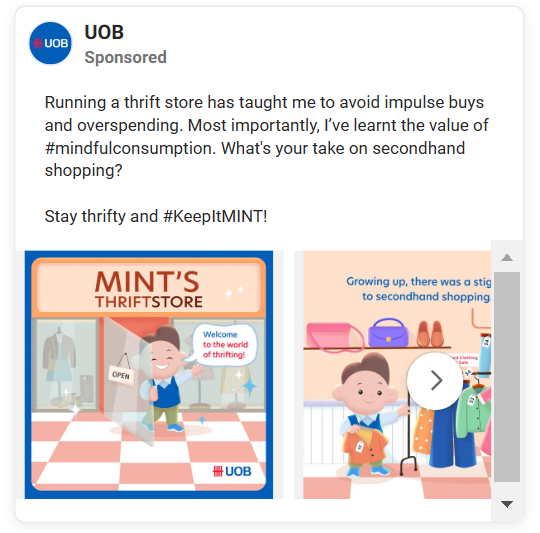 UOB
UOB
Sponsored
Running a thrift store has taught me to avoid impulse buys
and overspending. Most importantly, I’ve learnt the value of
#mindfulconsumption. What's your take on secondhand
shopping?
Stay thrifty and #KeepItMINT!
MINT'S
THRIFTSTORE
Welcome
to the world
of thrifting!
OPEN
UOB
Growing up, there was a stig
to secondhand shopping.